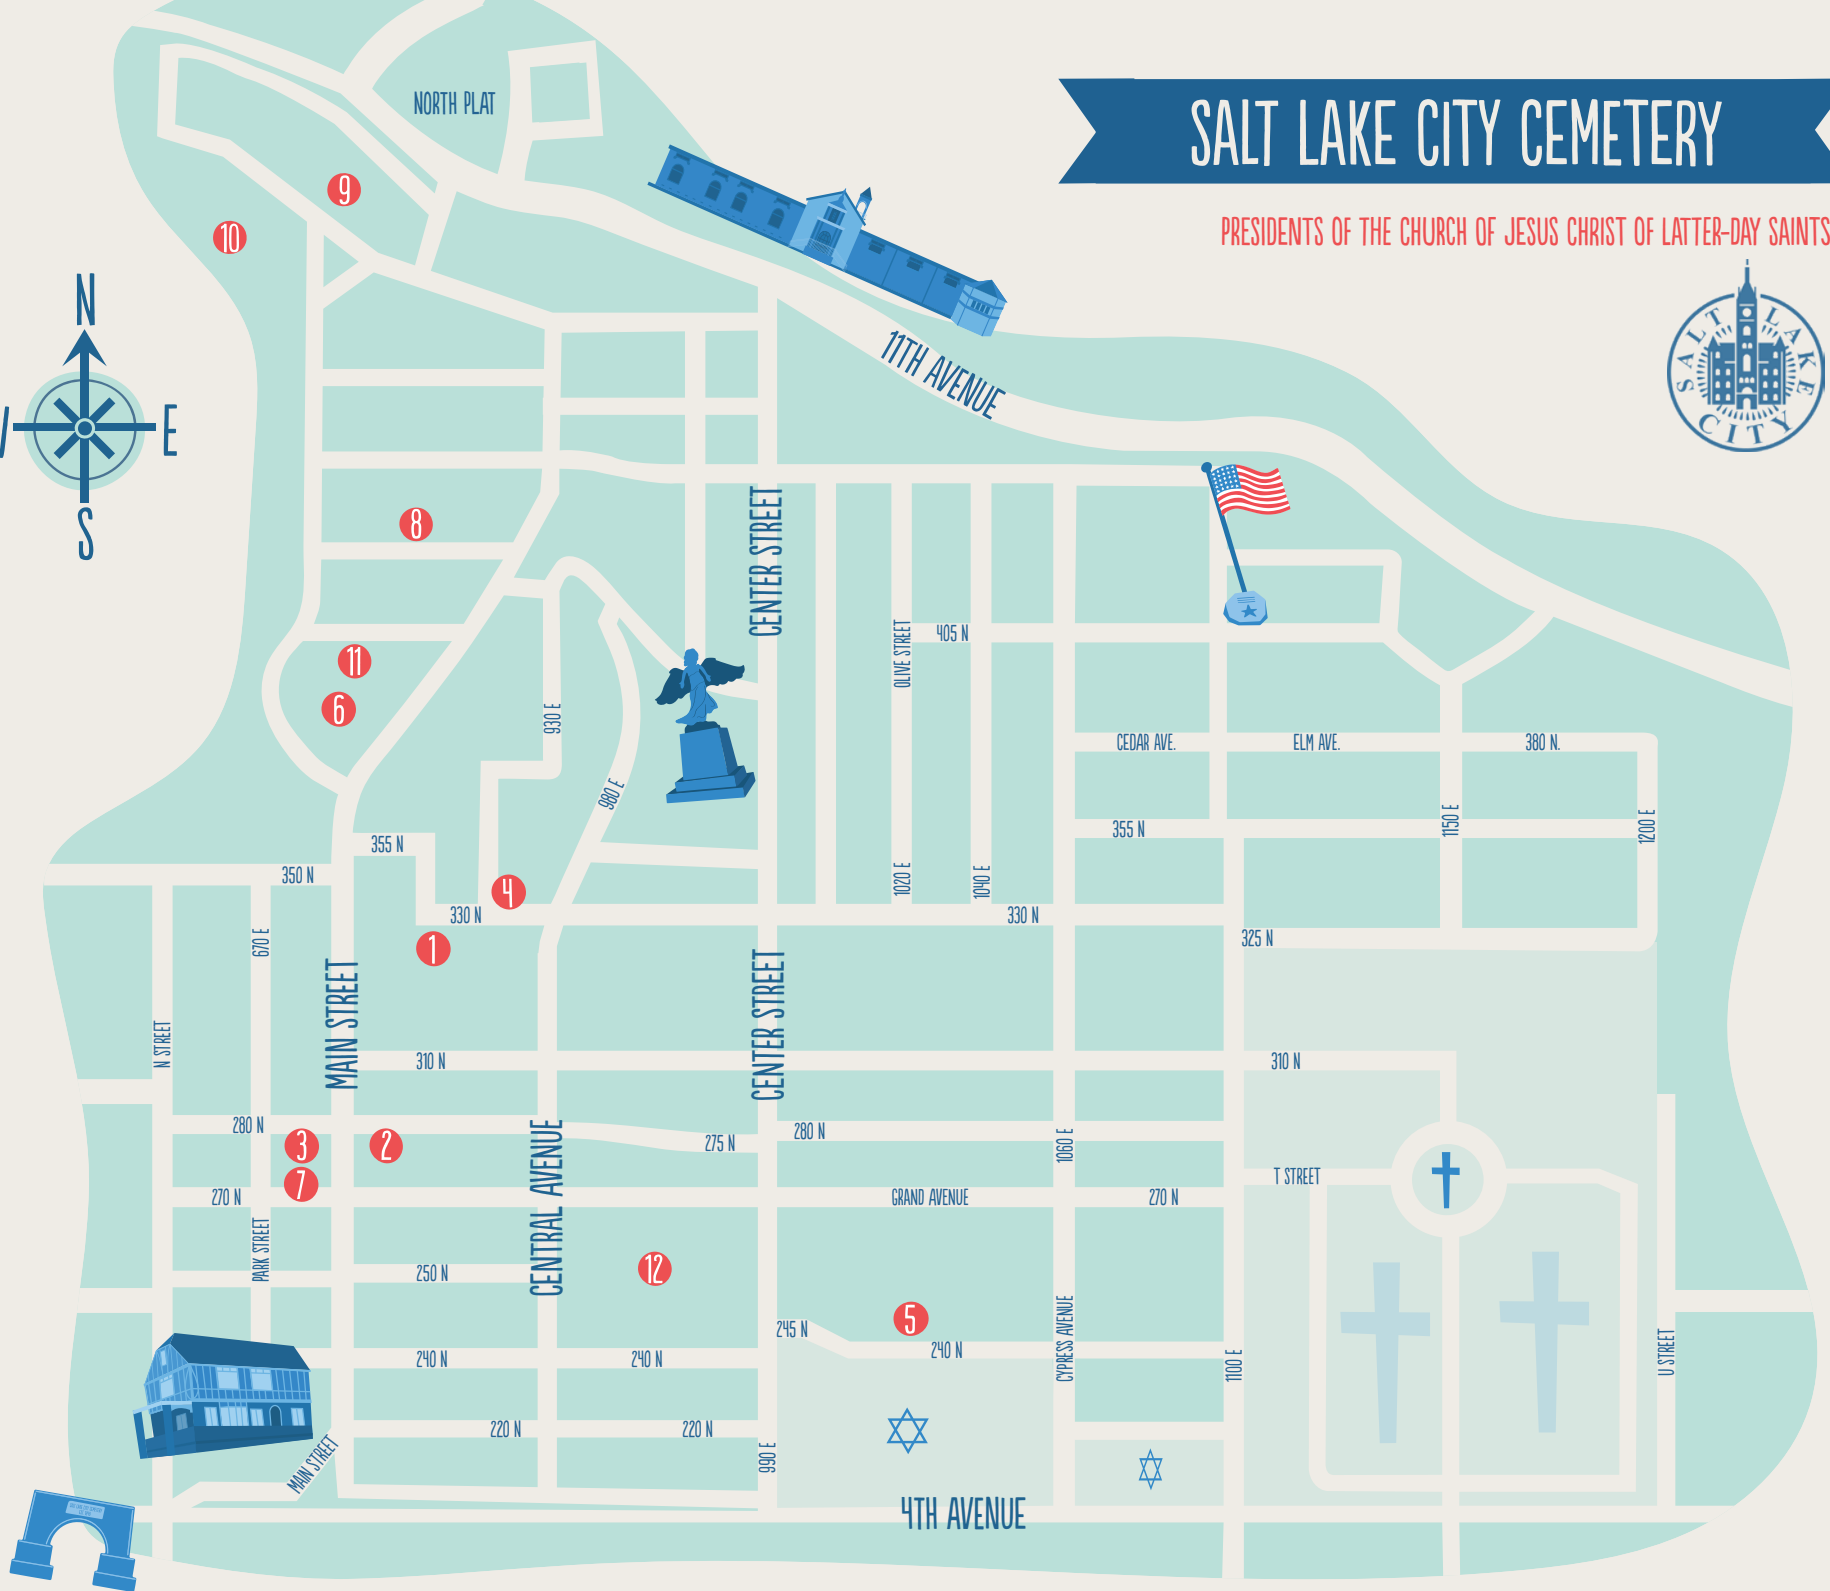 SALT LAKE CITY CEMETERY
PRESIDENTS OF THE CHURCH OF JESUS CHRIST OF LATTER-DAY SAINTS
SALT LAKE CITY
NORTH PLAT
9
10
N
E
S
11TH AVENUE
8
CENTER STREET
OLIVE STREET
405 N
11
6
930 E
980 E
CEDAR AVE.
ELM AVE.
380 N.
355 N
1150 E
1200 E
355 N
350 N
4
1020 E
1040 E
330 N
330 N
1
670 E
325 N
MAIN STREET
CENTER STREET
N STREET
310 N
310 N
280 N
3
2
275 N
280 N
1060 E
7
T STREET
270 N
GRAND AVENUE
270 N
PARK STREET
CENTRAL AVENUE
250 N
12
5
245 N
240 N
240 N
240 N
CYPRESS AVENUE
1100 E
U STREET
220 N
220 N
990 E
MAIN STREET
4TH AVENUE